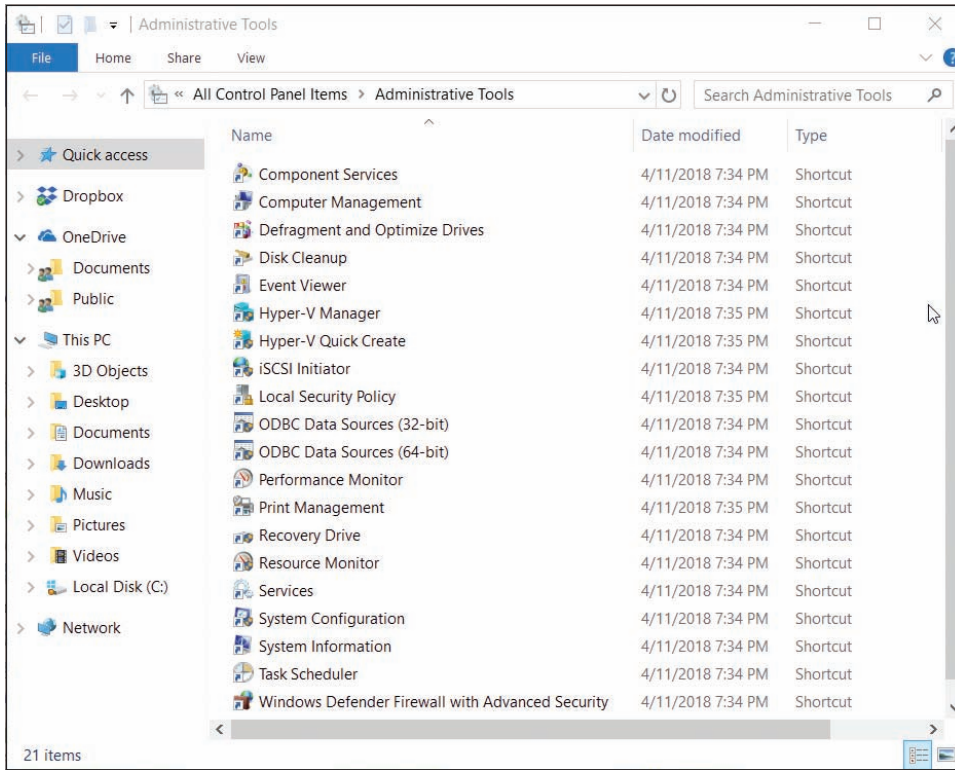 Administrative Tools
File Home Share View ?
« All Control Panel Items > Administrative Tools Search Administrative Tools
Name Date modified Type
Quick access
Dropbox
OneDrive
Documents
Public
This PC
3D Objects
Desktop
Documents
Downloads
Music
Pictures
Videos
Local Disk (C:)
Network
Component Services 4/11/2018 7:34 PM Shortcut
Computer Management 4/11/2018 7:34 PM Shortcut
Defragment and Optimize Drives 4/11/2018 7:34 PM Shortcut
Disk Cleanup 4/11/2018 7:34 PM Shortcut
Event Viewer 4/11/2018 7:34 PM Shortcut
Hyper-V Manager 4/11/2018 7:35 PM Shortcut
Hyper-V Quick Create 4/11/2018 7:35 PM Shortcut
iSCSI Initiator 4/11/2018 7:34 PM Shortcut
Local Security Policy 4/11/2018 7:35 PM Shortcut
ODBC Data Sources (32-bit) 4/11/2018 7:34 PM Shortcut
ODBC Data Sources (64-bit) 4/11/2018 7:34 PM Shortcut
Performance Monitor 4/11/2018 7:34 PM Shortcut
Print Management 4/11/2018 7:35 PM Shortcut
Recovery Drive 4/11/2018 7:34 PM Shortcut
Resource Monitor 4/11/2018 7:34 PM Shortcut
Services 4/11/2018 7:34 PM Shortcut
System Configuration 4/11/2018 7:34 PM Shortcut
System Information 4/11/2018 7:34 PM Shortcut
Task Scheduler 4/11/2018 7:34 PM Shortcut
Windows Defender Firewall with Advanced Security 4/11/2018 7:34 PM Shortcut
21 items